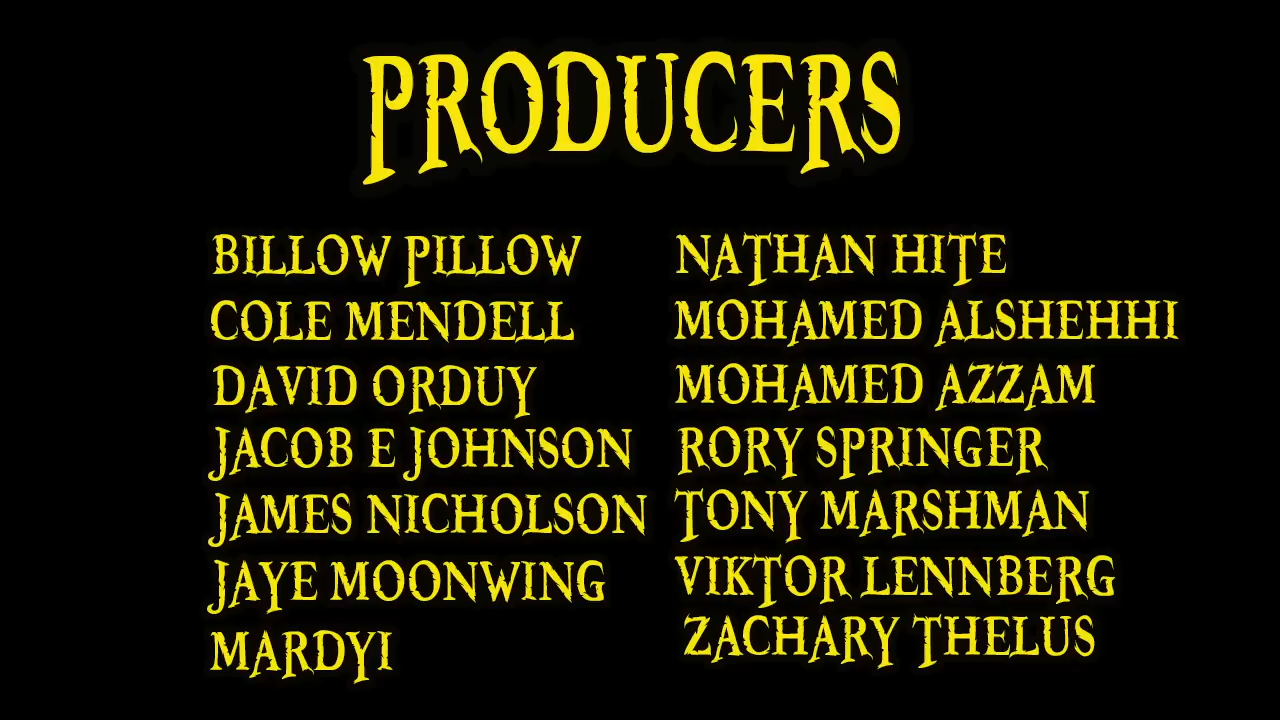 PRODUCERS
BILLOW PILLOW
COLE MENDELL
DAVID ORDUY
JACOB E JOHNSON
JAMES NICHOLSON
JAYE MOONWING
MARDYI
NATHAN HITE
MOHAMED ALSHEHHI
MOHAMED AZZAM
RORY SPRINGER
TONY MARSHMAN
VIKTOR LENNBERG
ZACHARY THELUS